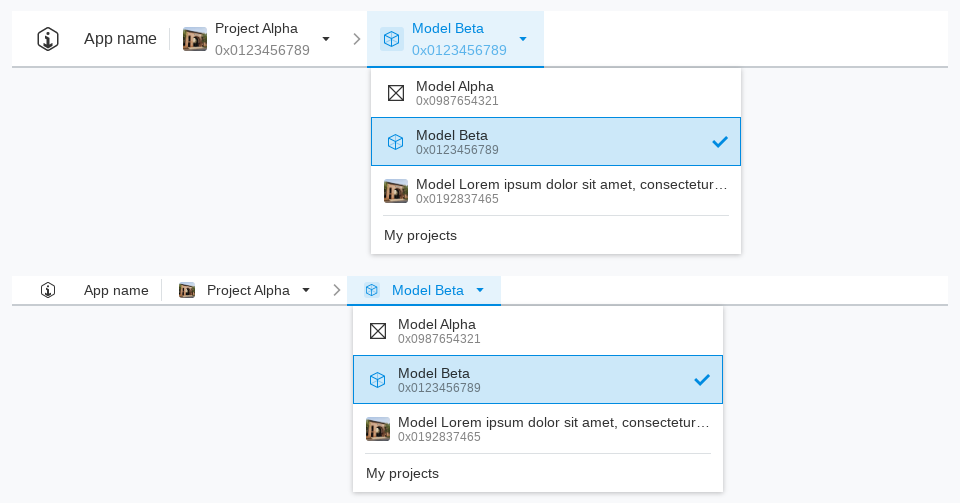 App name
Project Alpha
0x0123456789
Model Beta
0x0123456789
Model Alpha
0x0987654321
Model Beta
0x0123456789
Model Lorem ipsum dolor sit amet, consectetur…
0x0192837465
My projects
App name
Project Alpha
Model Beta
Model Alpha
0x0987654321
Model Beta
0x0123456789
Model Lorem ipsum dolor sit amet, consectetur…
0x0192837465
My projects